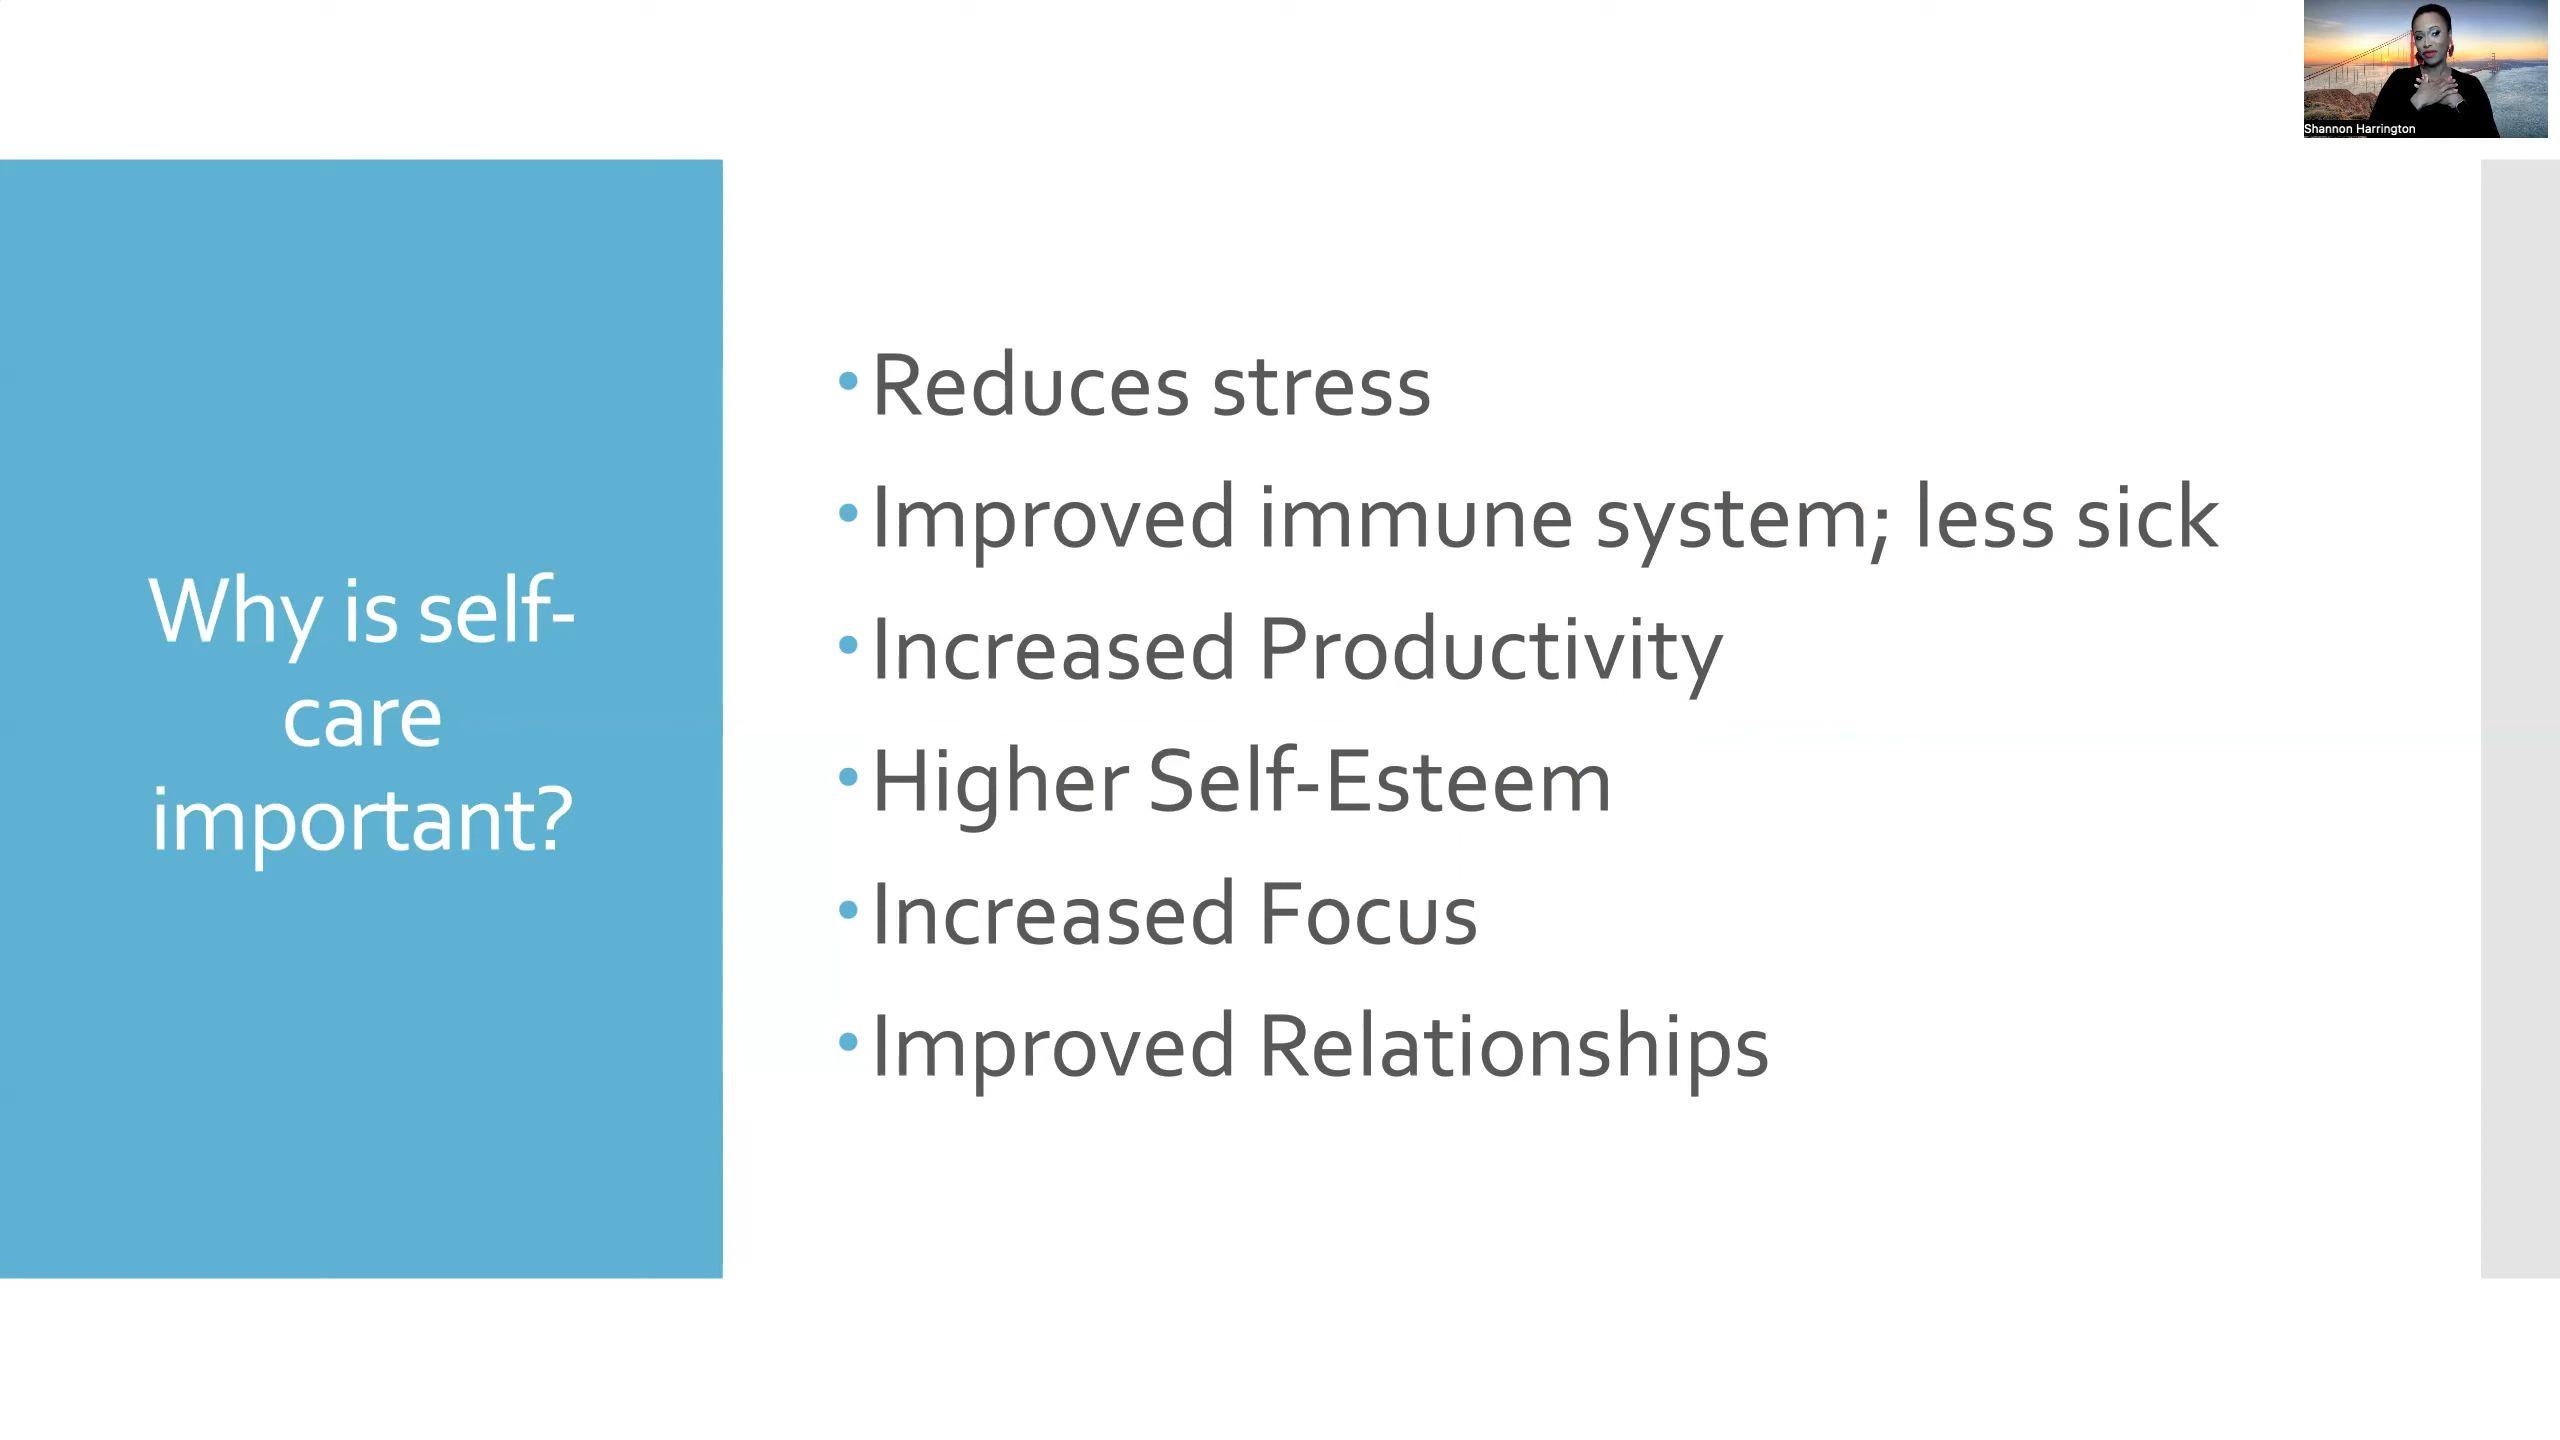 Shannon Harrington
Why is self-
care
important?
• Reduces stress
• Improved immune system; less sick
• Increased Productivity
• Higher Self-Esteem
• Increased Focus
• Improved Relationships